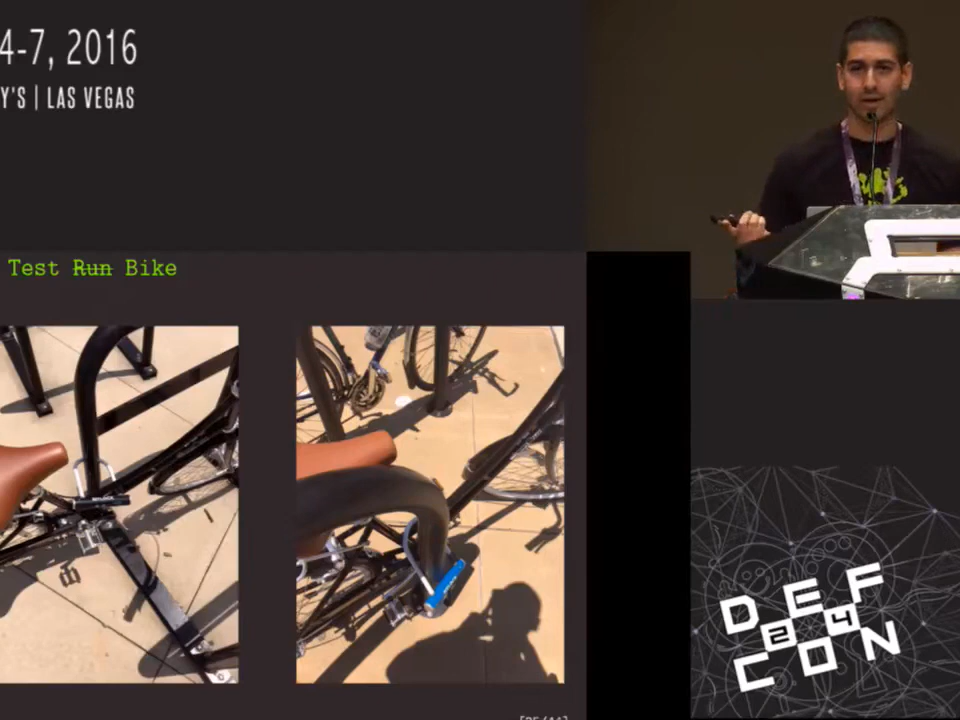 4-7, 2016
Y'S | LAS VEGAS
Test Run Bike
DEF
24
CON